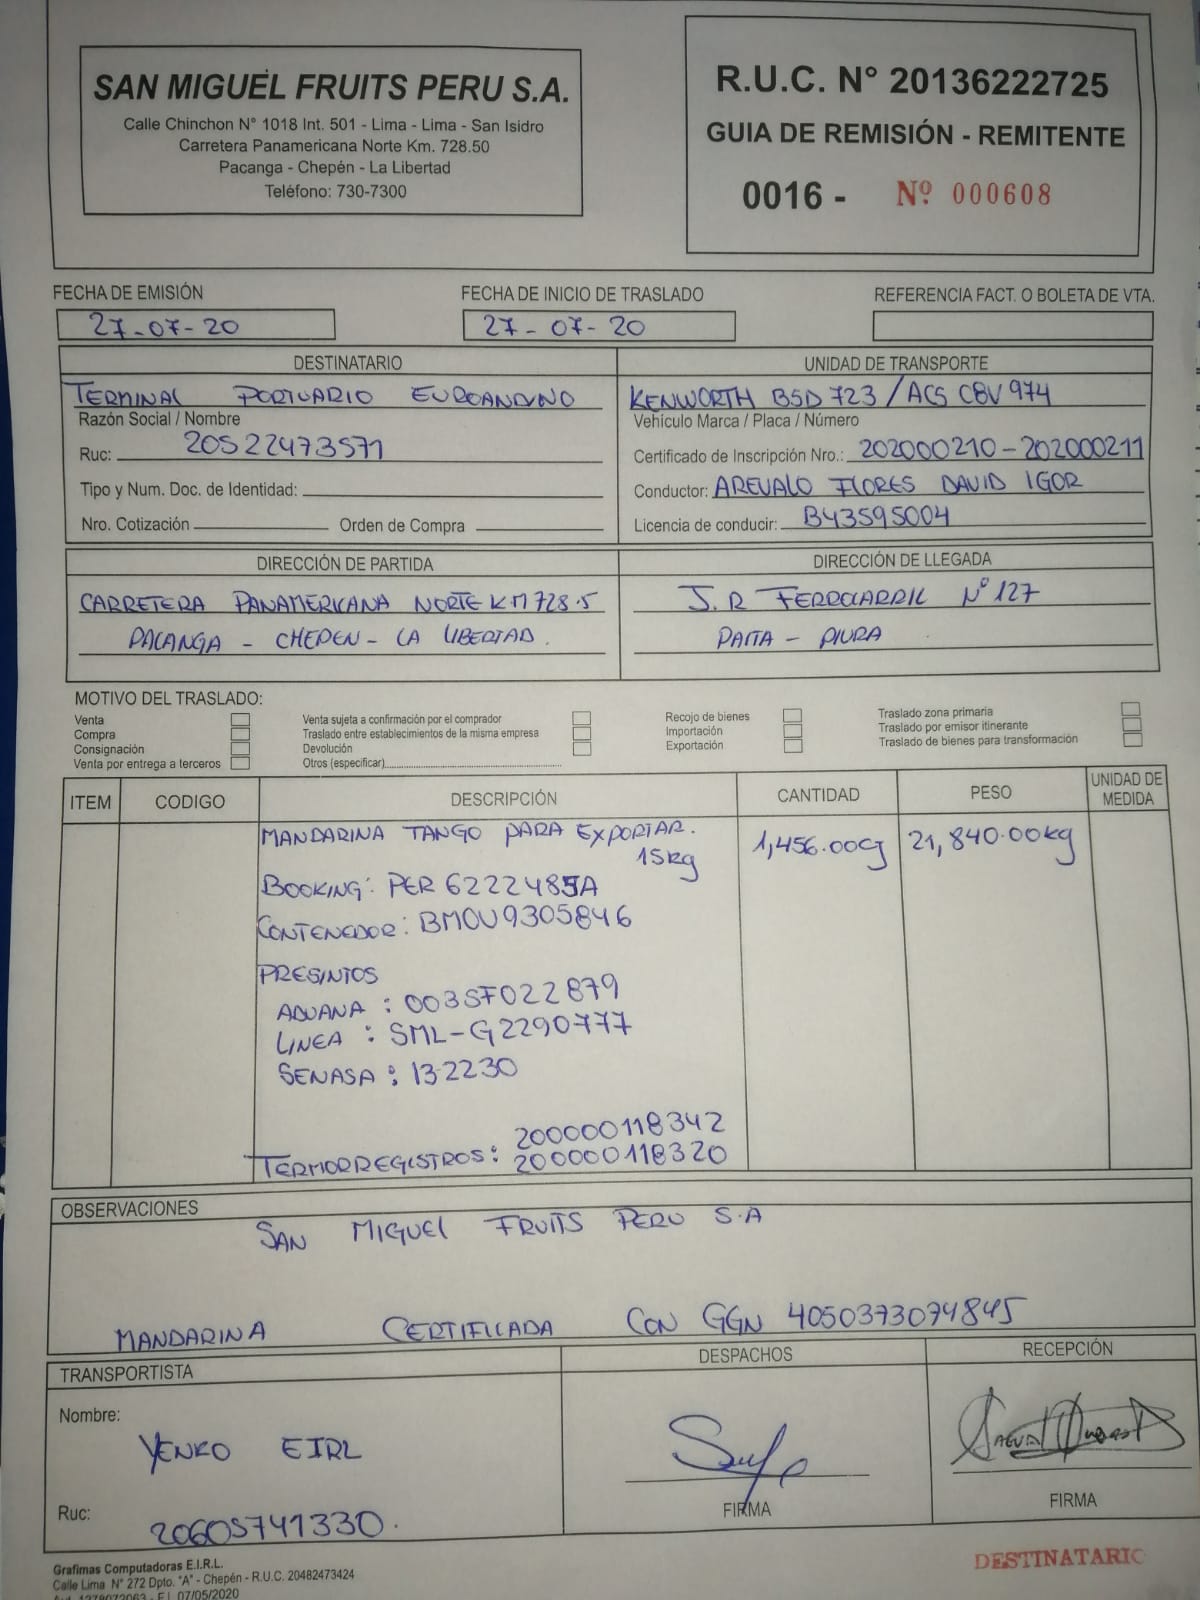 SAN MIGUEL FRUITS PERU S.A.
Calle Chinchon N° 1018 Int. 501 - Lima - Lima - San Isidro
Carretera Panamericana Norte Km. 728.50
Pacanga - Chepén - La Libertad
Teléfono: 730-7300
R.U.C. N° 20136222725
GUIA DE REMISIÓN - REMITENTE
0016 - Nº 000608
FECHA DE EMISIÓN
27-07-20
FECHA DE INICIO DE TRASLADO
27-07-20
REFERENCIA FACT. O BOLETA DE VTA.
DESTINATARIO
TERMINAL PORTUARIO EUROANDINO
Razón Social / Nombre
Ruc: 20522473571
Tipo y Num. Doc. de Identidad:
Nro. Cotización Orden de Compra
UNIDAD DE TRANSPORTE
KENWORTH B5D 723 / ACS C8V 974
Vehículo Marca / Placa / Número
Certificado de Inscripción Nro.: 202000210 - 202000211
Conductor: AREVALO FLORES DAVID IGOR
Licencia de conducir: B43595004
DIRECCIÓN DE PARTIDA
CARRETERA PANAMERICANA NORTE KM 728.5
PACANGA - CHEPEN - LA LIBERTAD.
DIRECCIÓN DE LLEGADA
J.R FERROCARRIL N° 127
PAITA - PIURA
MOTIVO DEL TRASLADO:
Venta
Compra
Consignación
Venta por entrega a terceros
Venta sujeta a confirmación por el comprador
Traslado entre establecimientos de la misma empresa
Devolución
Otros (especificar)
Recojo de bienes
Importación
Exportación
Traslado zona primaria
Traslado por emisor itinerante
Traslado de bienes para transformación
ITEM CODIGO DESCRIPCIÓN CANTIDAD PESO UNIDAD DE MEDIDA
MANDARINA TANGO PARA EXPORTAR. 1,456.00Cj 21,840.00kg
15kg
BOOKING: PER 6222485A
CONTENEDOR: BMOU9305846
PRESINTOS
ADUANA : 003SF022879
LINEA : SML-G2290777
SENASA : 13-2230
200000118342
TERMORREGISTROS: 200000118320
OBSERVACIONES
SAN MIGUEL FRUITS PERU S.A
MANDARINA CERTIFICADA CON GGN 4050373074845
TRANSPORTISTA
Nombre:
YENKO EIRL
Ruc:
20605741330.
DESPACHOS
FIRMA
RECEPCIÓN
FIRMA
Grafimas Computadoras E.I.R.L.
Calle Lima N° 272 Dpto. "A" - Chepén - R.U.C. 20482473424
DESTINATARIO